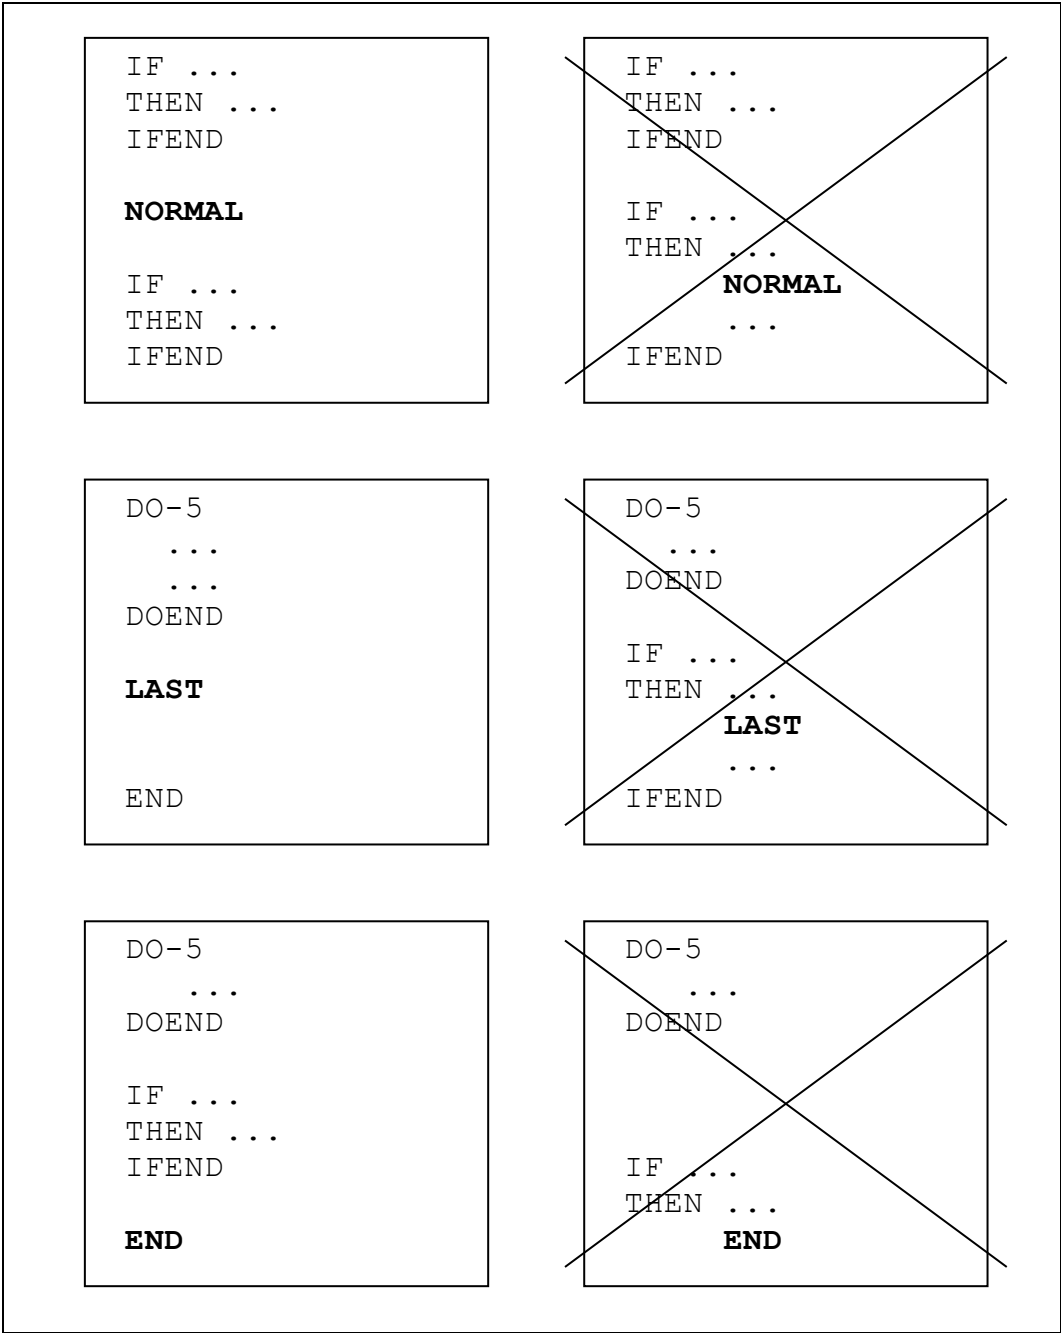 IF ...
THEN ...
IFEND
NORMAL
IF ...
THEN ...
IFEND
IF ...
THEN ...
IFEND
IF ...
THEN ...
NORMAL
...
IFEND
DO-5
...
...
DOEND
LAST
END
DO-5
...
DOEND
IF ...
THEN ...
LAST
...
IFEND
DO-5
...
DOEND
IF ...
THEN ...
IFEND
END
DO-5
...
DOEND
IF ...
THEN ...
END